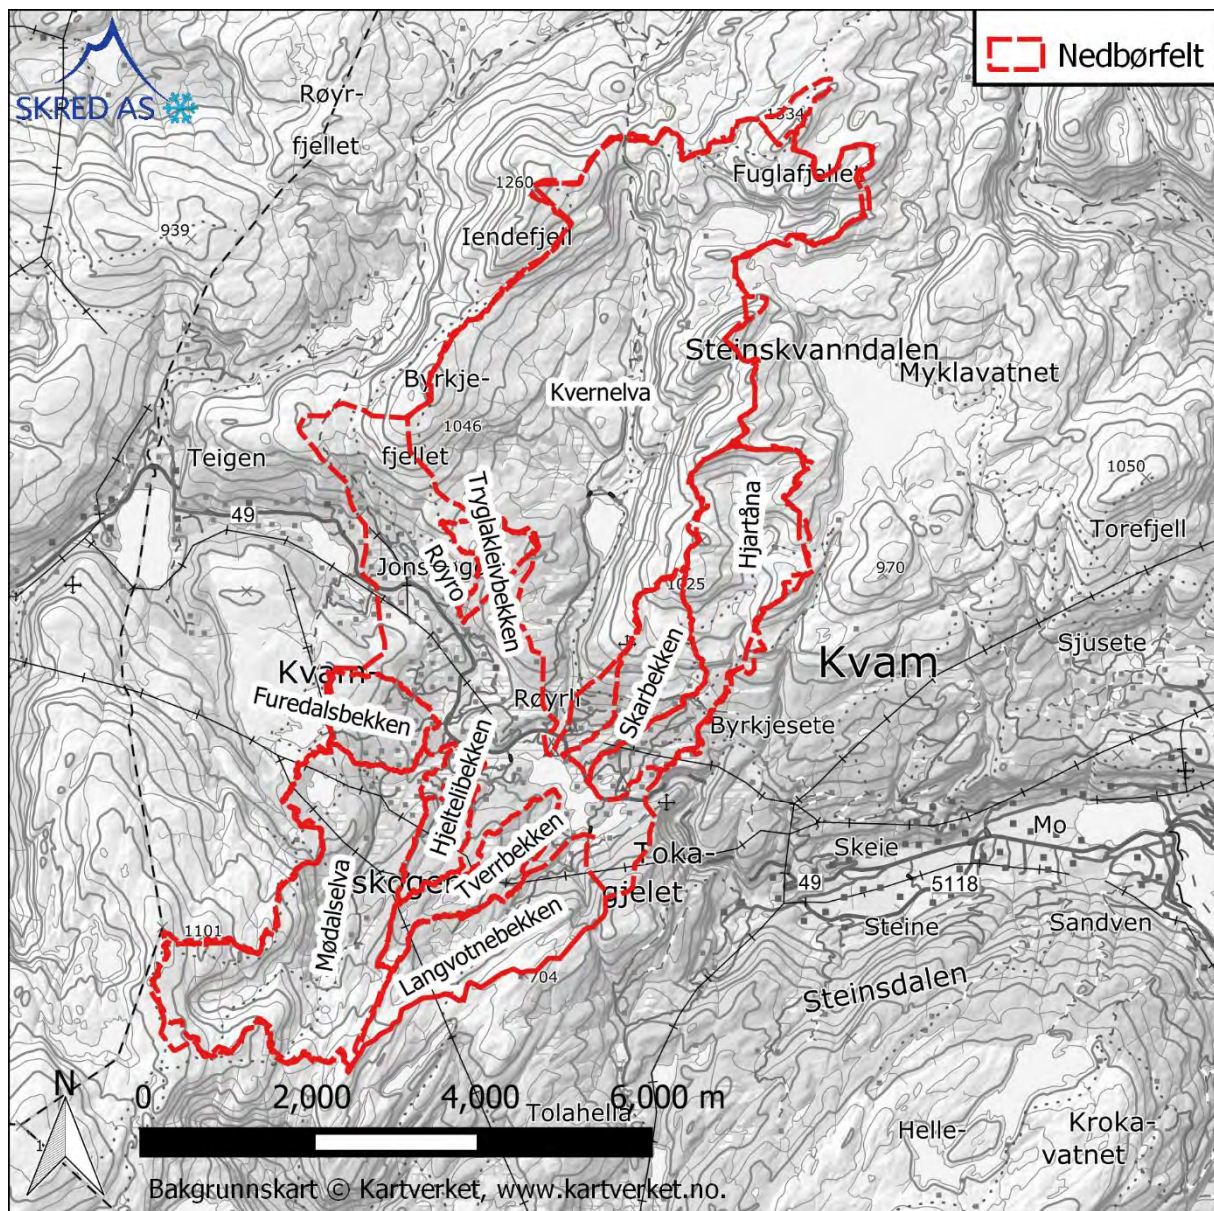 Nedbørfelt
SKRED AS
Røyr-
fjellet
1334
Fuglafjellet
1260
Iendefjell
939
Steinskvanndalen
Myklavatnet
Byrkje-
fjellet
1046
Kvernelva
Teigen
1050
Torefjell
49
Tryglakleivbekken
Røyro
Hjartåna
970
1025
Sjusete
Kvam
Kvam-
skogen
Furedalsbekken
Røyrli
Skarbekken
Byrkjesete
Hjeltelibekken
Tverrbekken
Toka-
gjelet
Mo
Skeie
49
5118
Steine
Sandven
Mødalselva
1101
Langvotnebekken
704
Steinsdalen
N
0 2,000 4,000 6,000 m
Tolahella
Helle-
Kroka-
vatnet
Bakgrunnskart © Kartverket, www.kartverket.no.